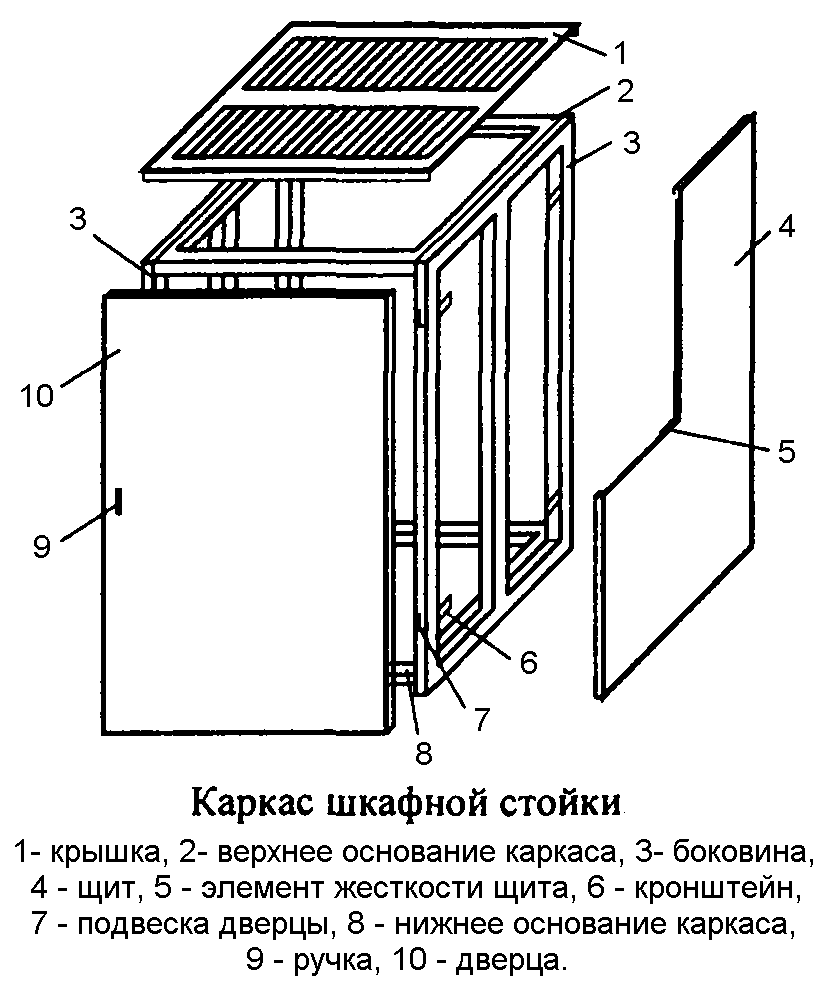 1
2
3
3
4
10
5
9
6
7
8
Каркас шкафной стойки
1- крышка, 2- верхнее основание каркаса, 3- боковина,
4 - щит, 5 - элемент жесткости щита, 6 - кронштейн,
7 - подвеска дверцы, 8 - нижнее основание каркаса,
9 - ручка, 10 - дверца.